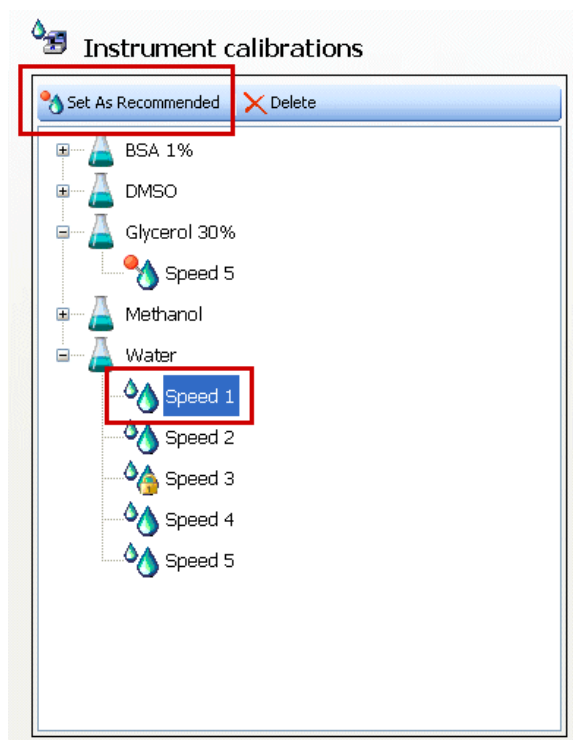 Instrument calibrations
Set As Recommended Delete
BSA 1%
DMSO
Glycerol 30%
Speed 5
Methanol
Water
Speed 1
Speed 2
Speed 3
Speed 4
Speed 5